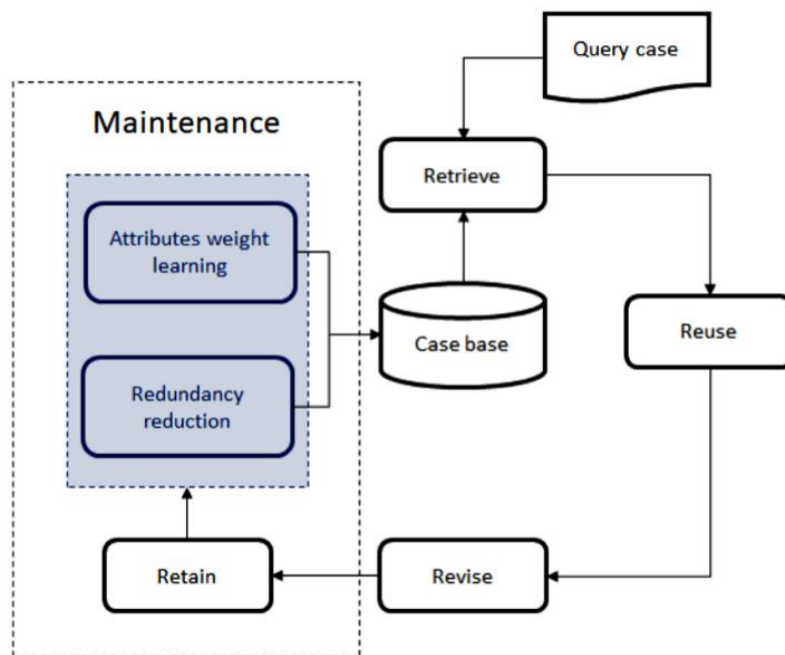 Query case
Maintenance
Retrieve
Attributes weight
learning
Case base
Reuse
Redundancy
reduction
Retain
Revise